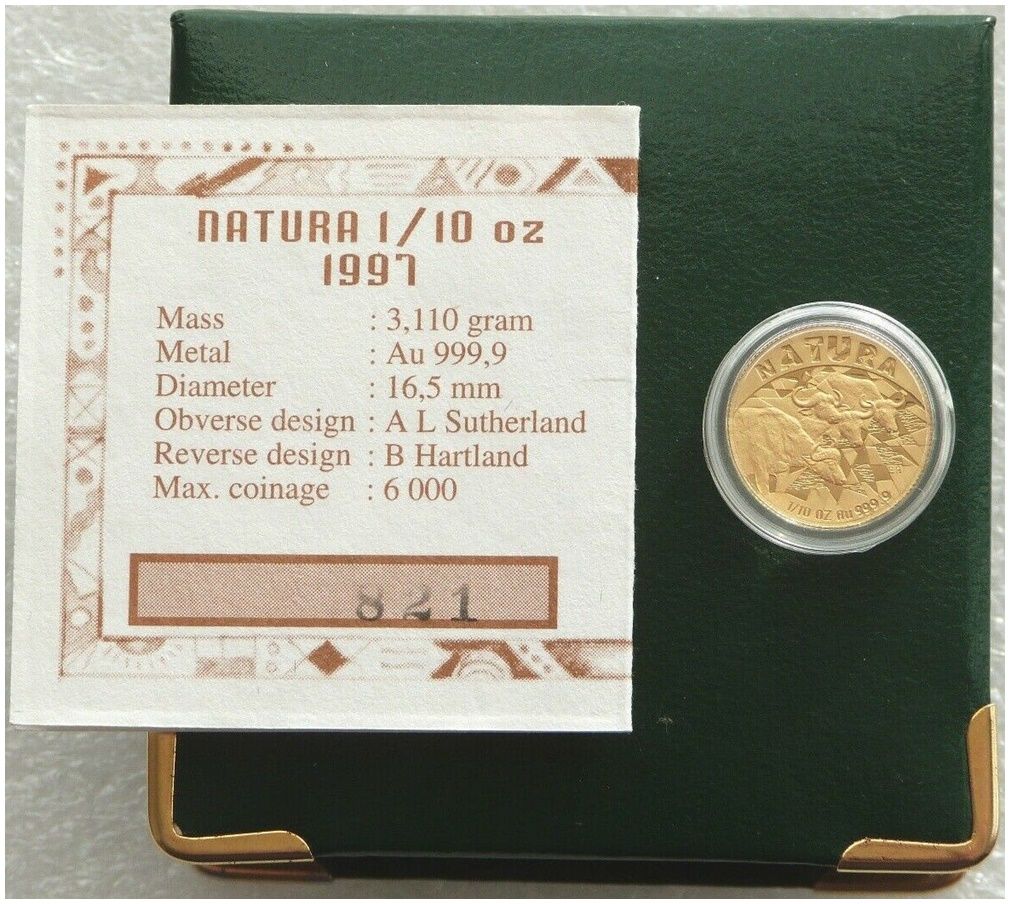 NATURA 1/10 oz
1997
Mass : 3,110 gram
Metal : Au 999,9
Diameter : 16,5 mm
Obverse design : A L Sutherland
Reverse design : B Hartland
Max. coinage : 6 000
821
NATURA
1/10 OZ Au 999.9